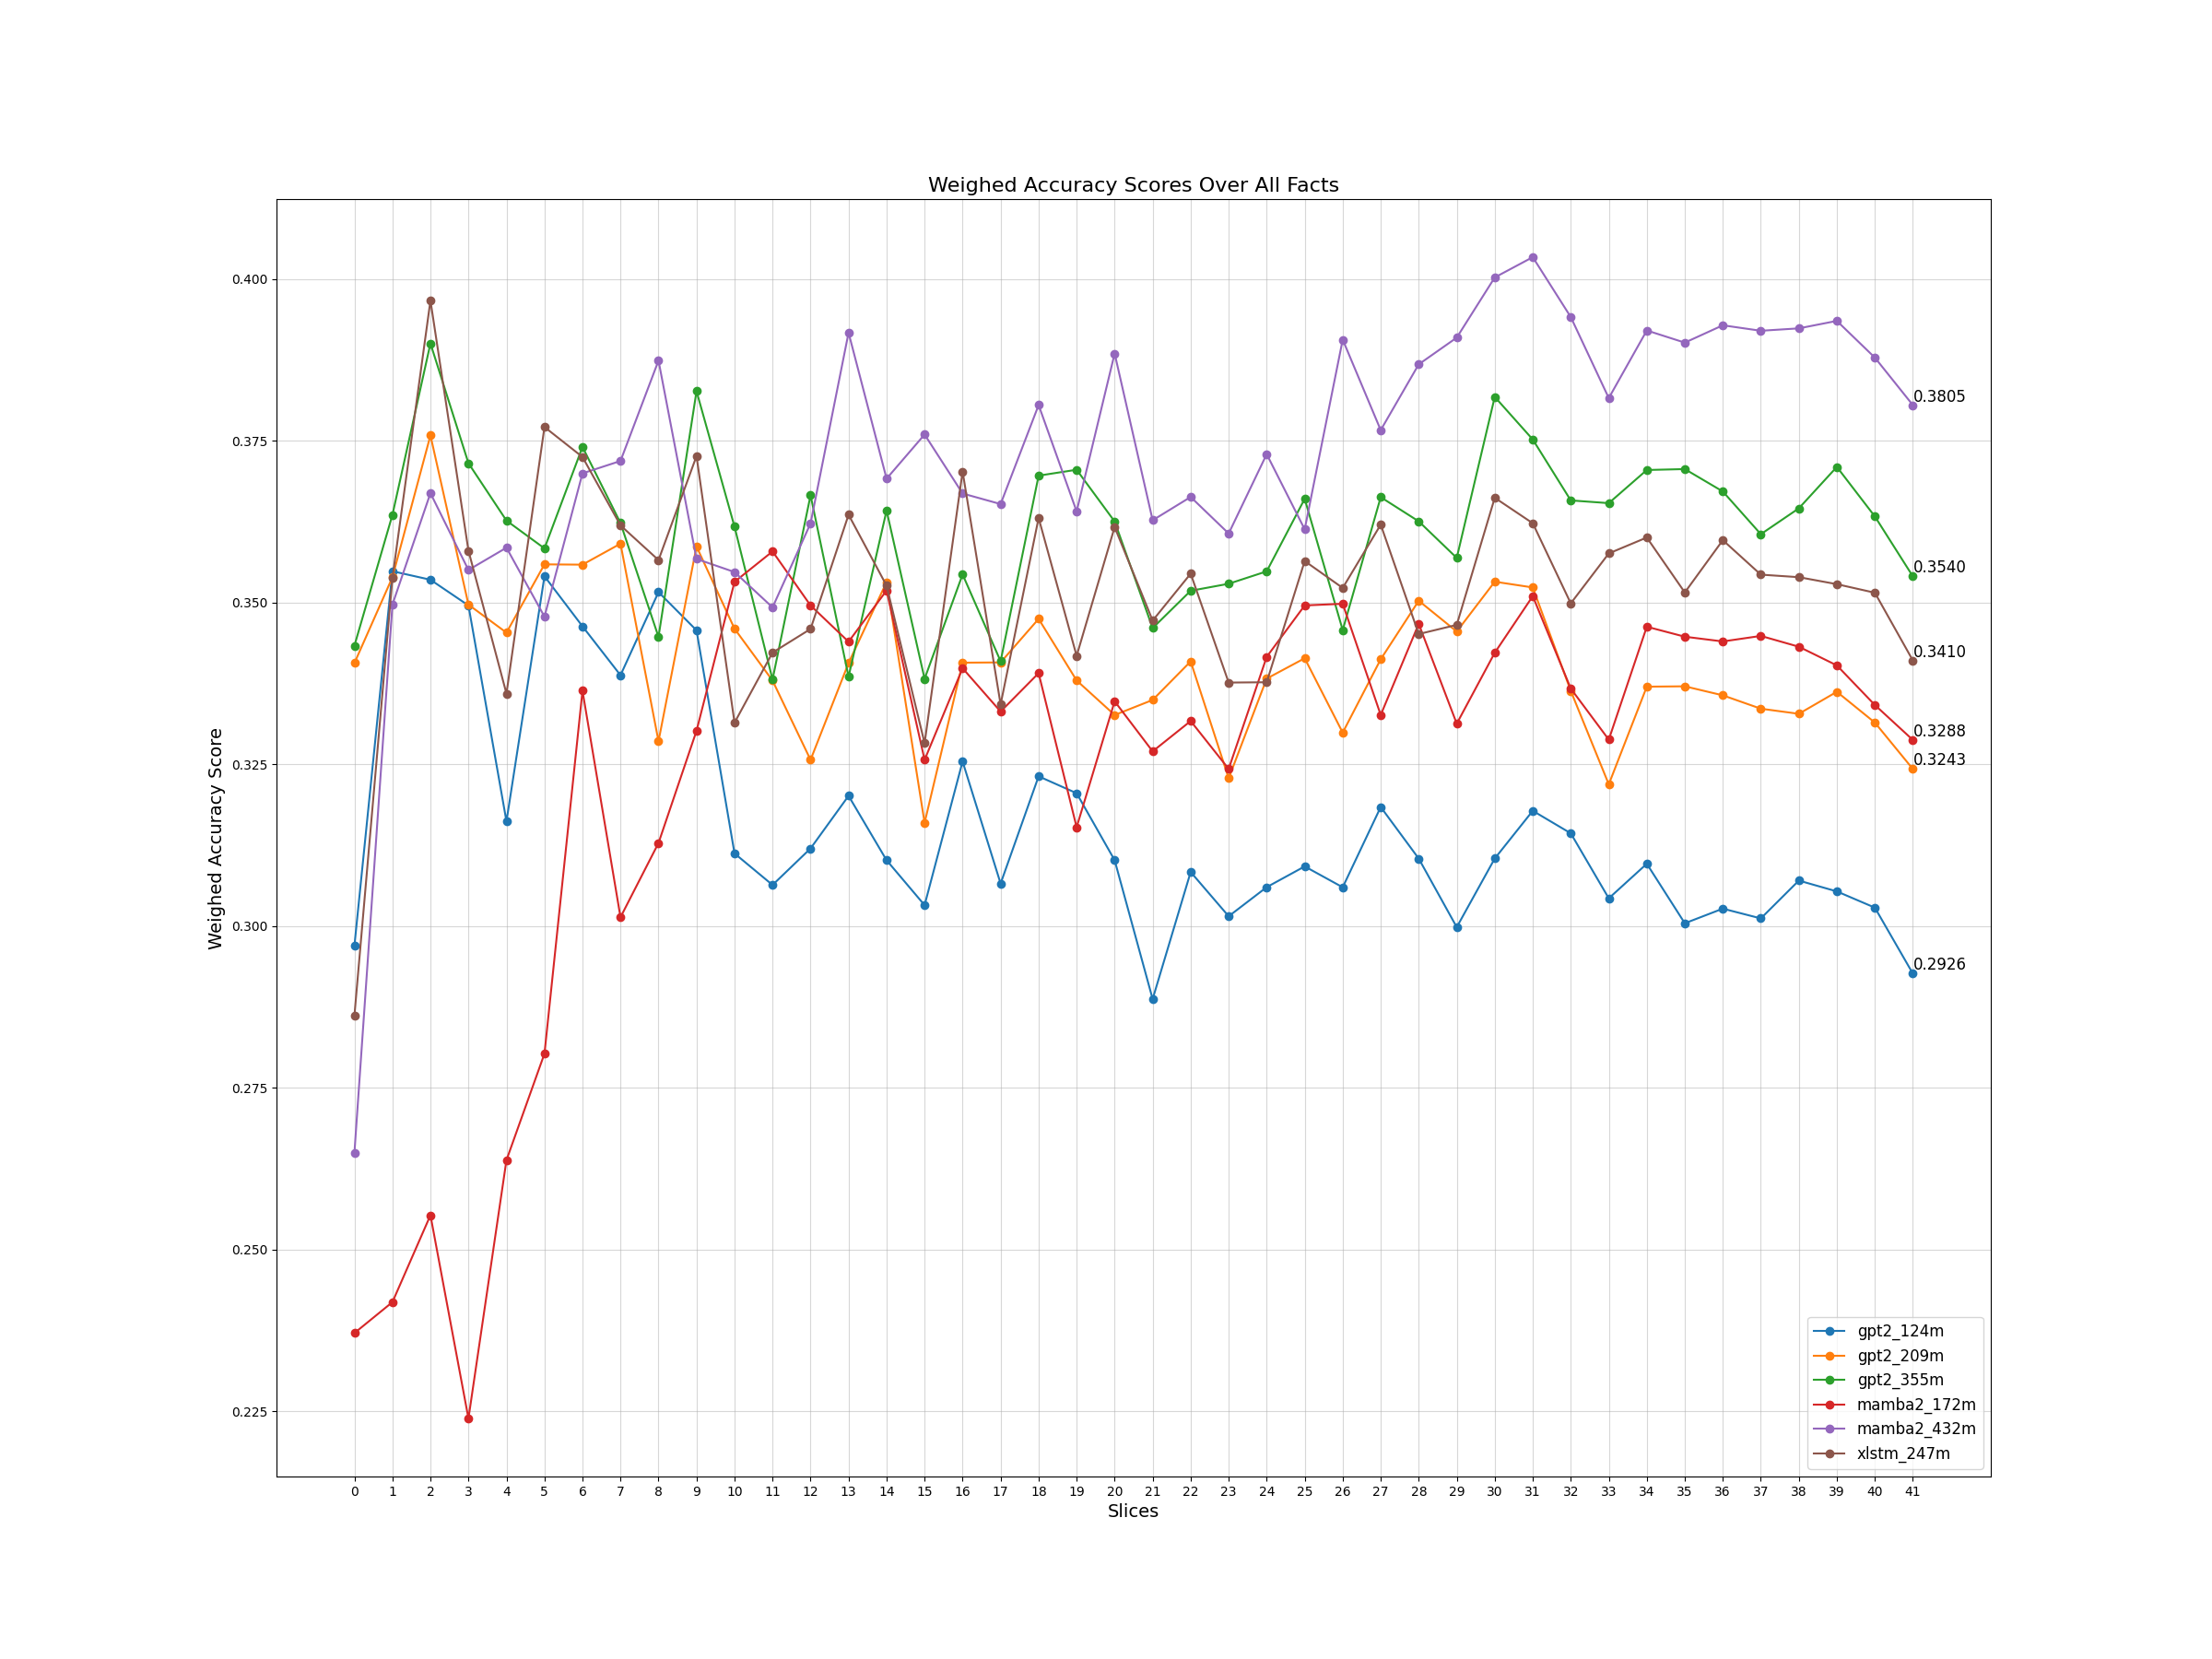 Weighed Accuracy Scores Over All Facts
Weighed Accuracy Score
0.400
0.375
0.350
0.325
0.300
0.275
0.250
0.225
0.3805
0.3540
0.3410
0.3288
0.3243
0.2926
gpt2_124m
gpt2_209m
gpt2_355m
mamba2_172m
mamba2_432m
xlstm_247m
0 1 2 3 4 5 6 7 8 9 10 11 12 13 14 15 16 17 18 19 20 21 22 23 24 25 26 27 28 29 30 31 32 33 34 35 36 37 38 39 40 41
Slices